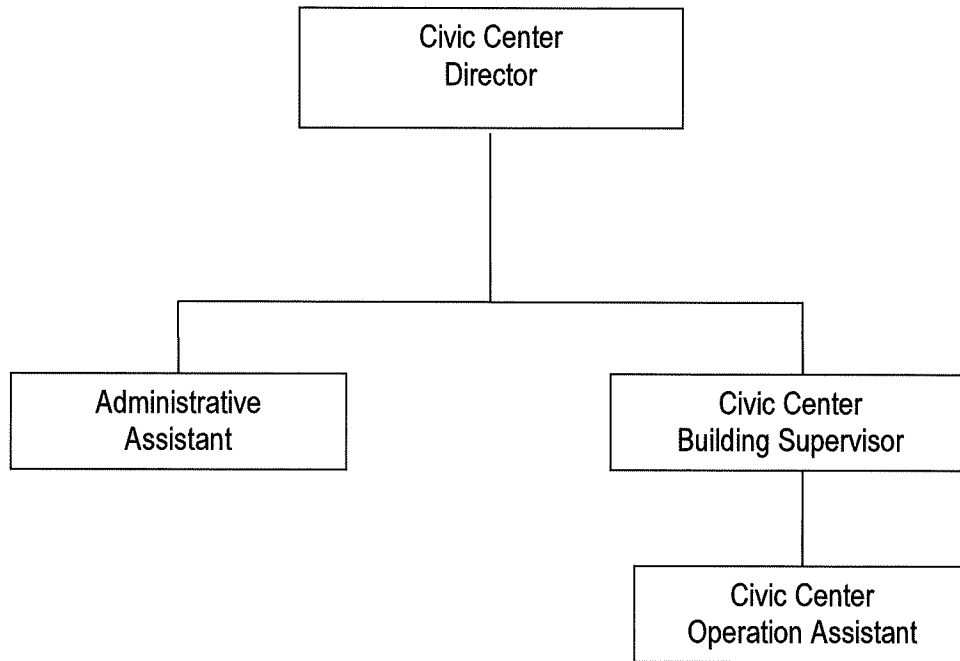 Civic Center
Director
Administrative
Assistant
Civic Center
Building Supervisor
Civic Center
Operation Assistant